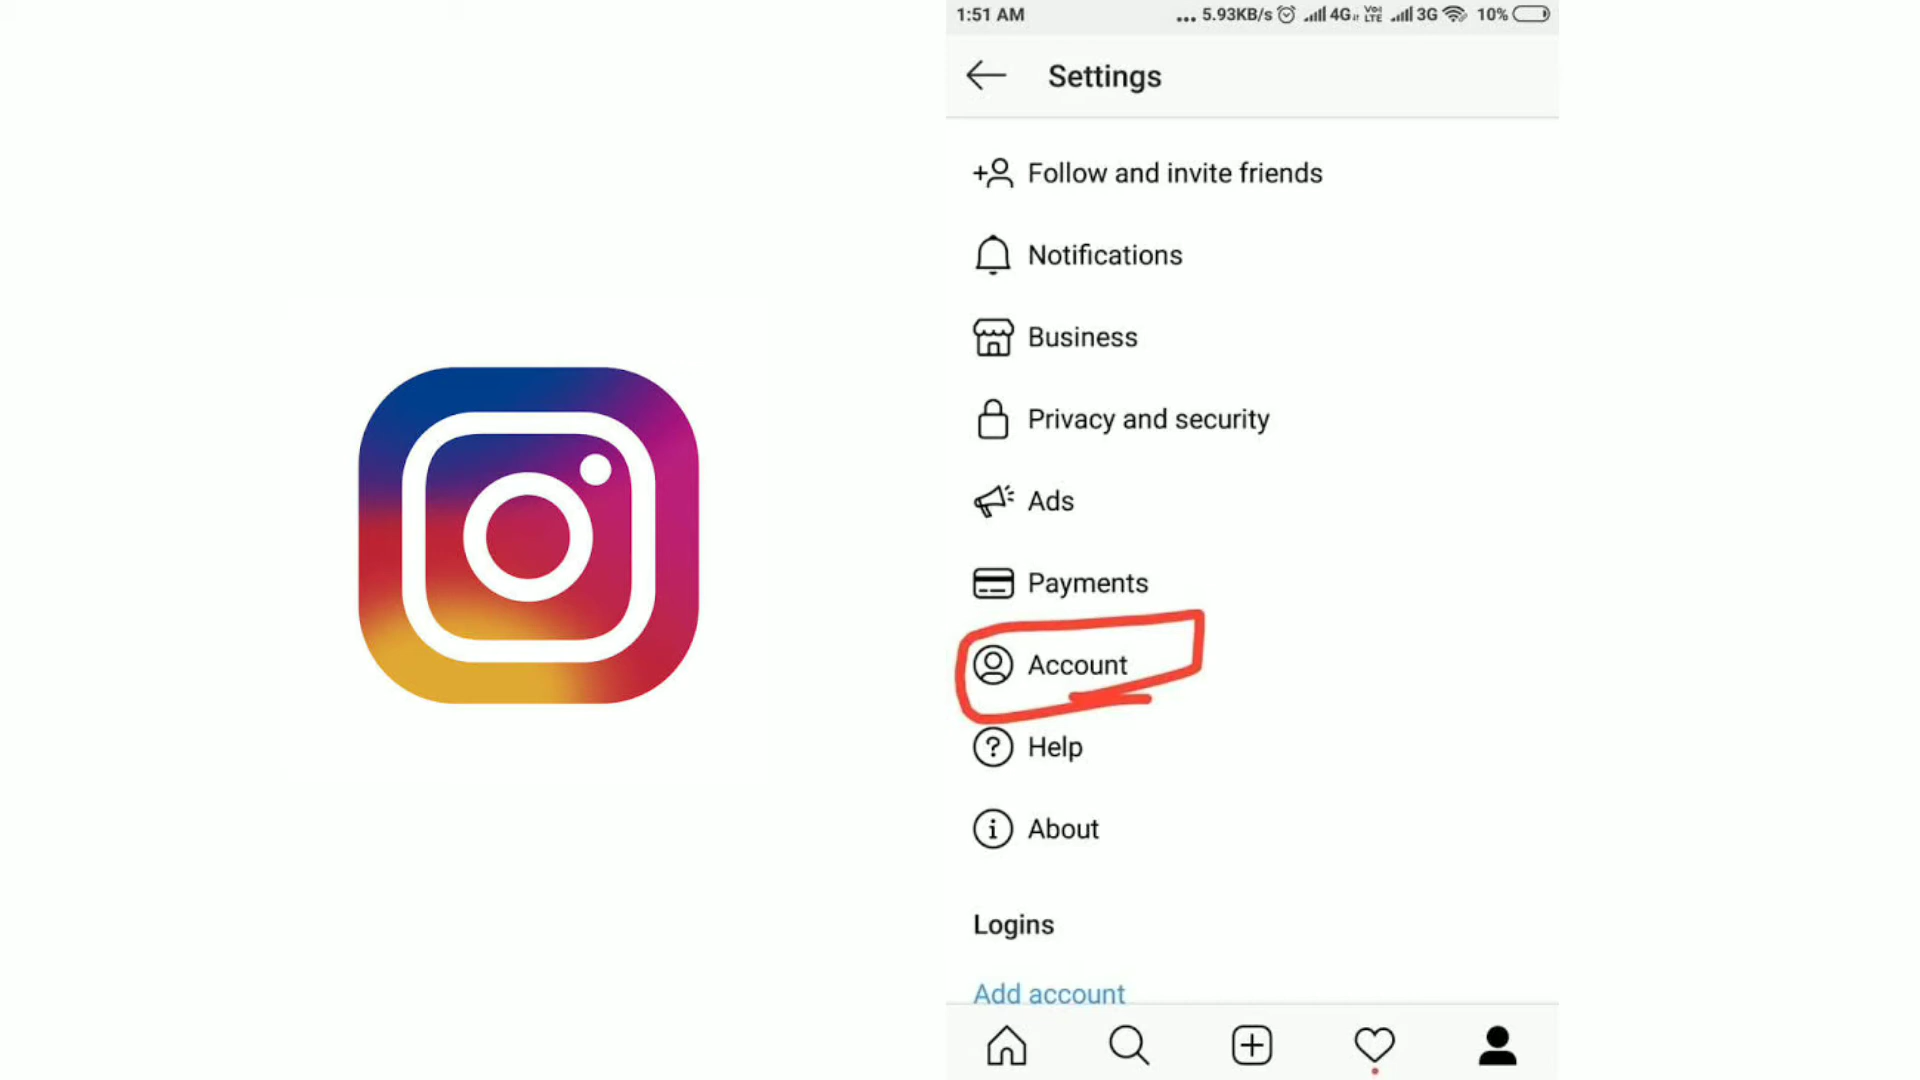 1:51 AM ... 5.93KB/s 4G VoLTE 3G 10%
Settings
Follow and invite friends
Notifications
Business
Privacy and security
Ads
Payments
Account
Help
About
Logins
Add account